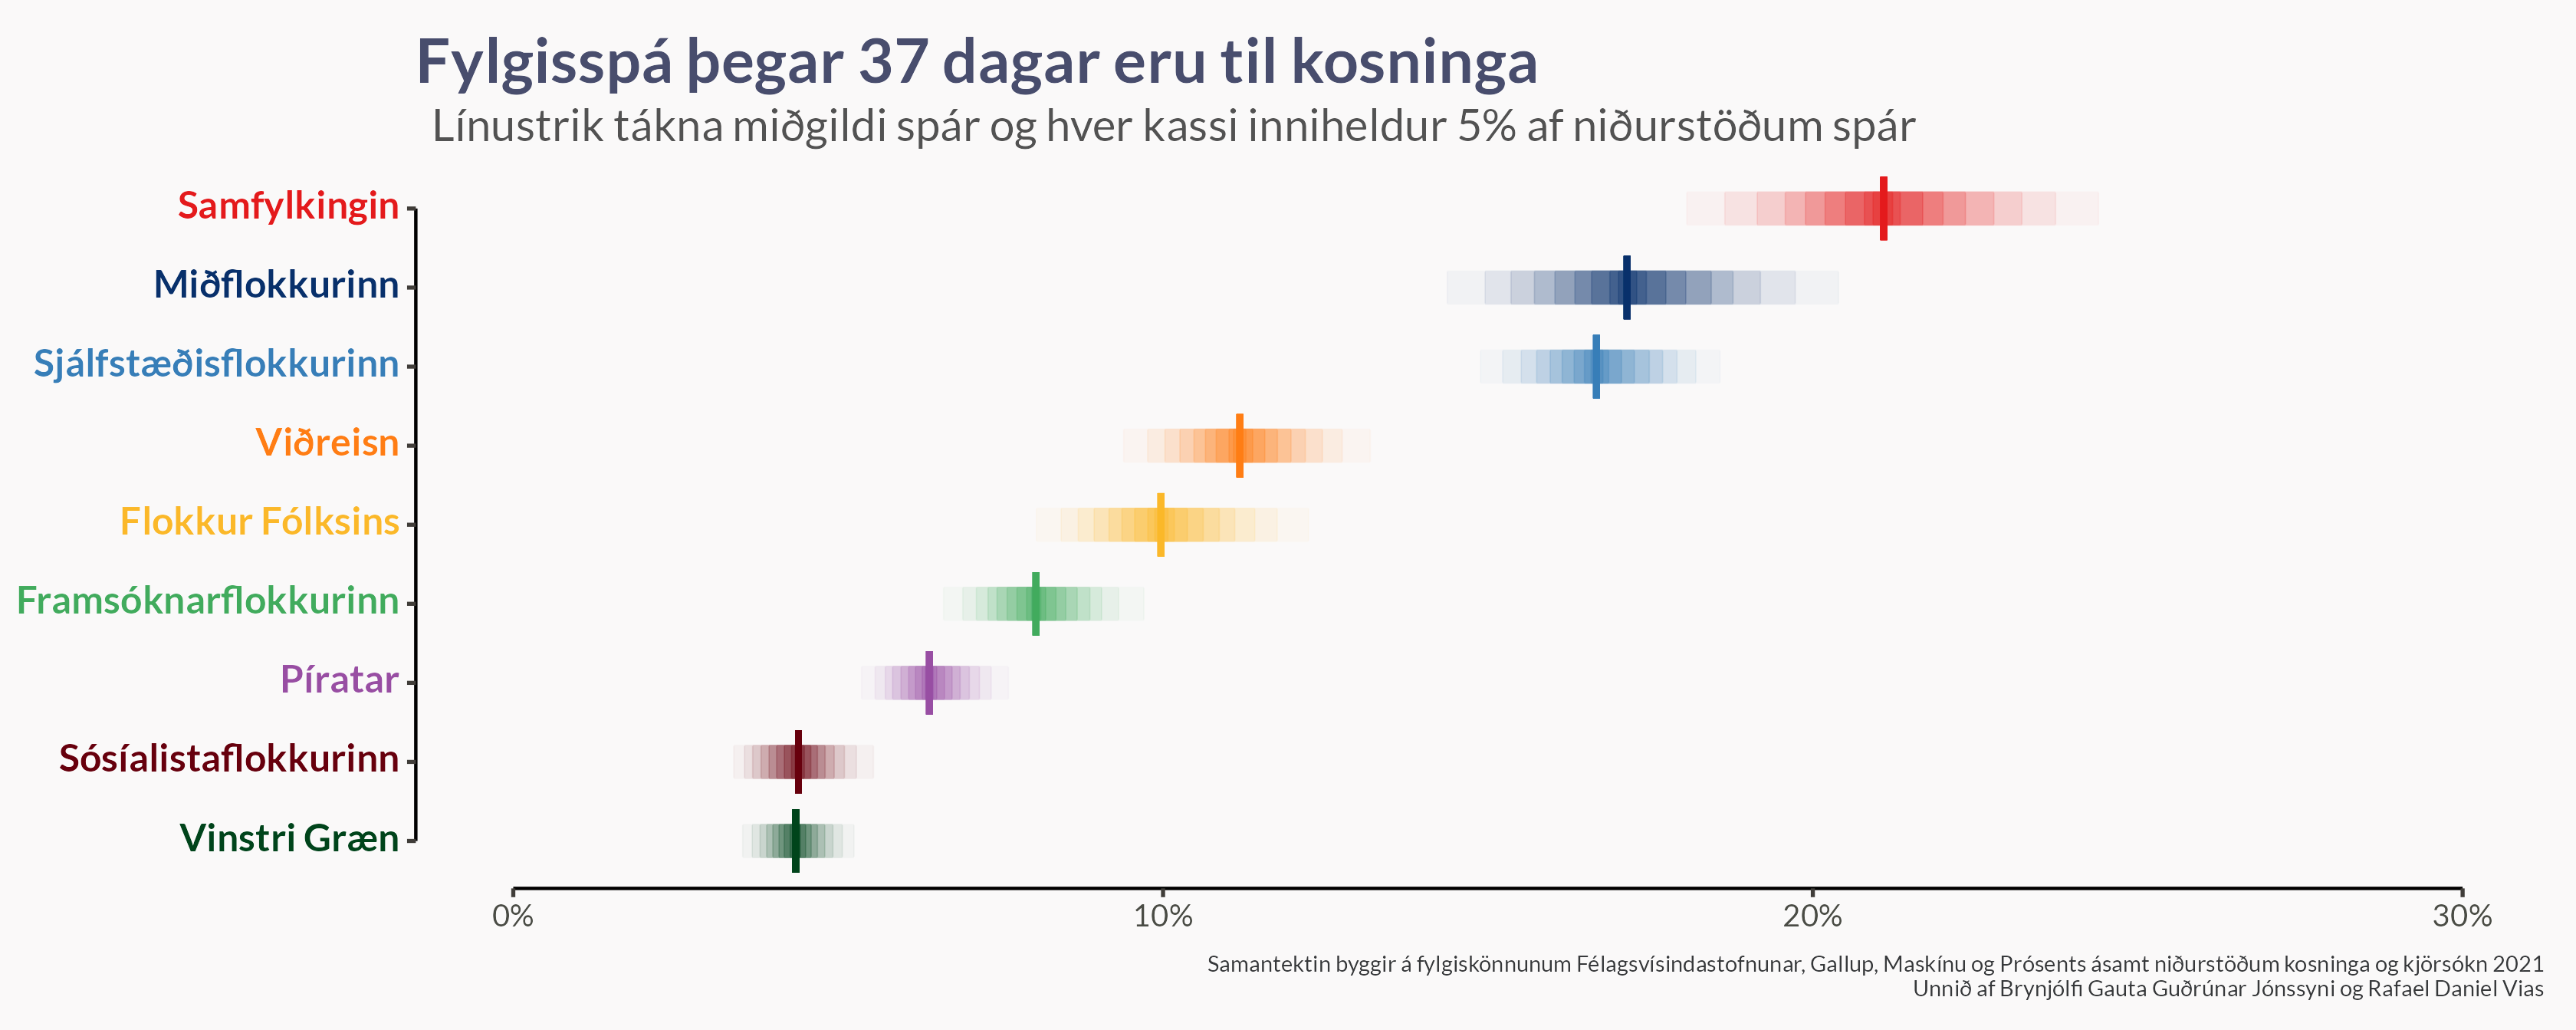 Fylgisspá þegar 37 dagar eru til kosninga
Línustrik tákna miðgildi spár og hver kassi inniheldur 5% af niðurstöðum spár
Samfylkingin
Miðflokkurinn
Sjálfstæðisflokkurinn
Viðreisn
Flokkur Fólksins
Framsóknarflokkurinn
Píratar
Sósíalistaflokkurinn
Vinstri Græn
0% 10% 20% 30%
Samantektin byggir á fylgiskönnunum Félagsvísindastofnunar, Gallup, Maskínu og Prósents ásamt niðurstöðum kosninga og kjörsókn 2021
Unnið af Brynjólfi Gauta Guðrúnar Jónssyni og Rafael Daniel Vias